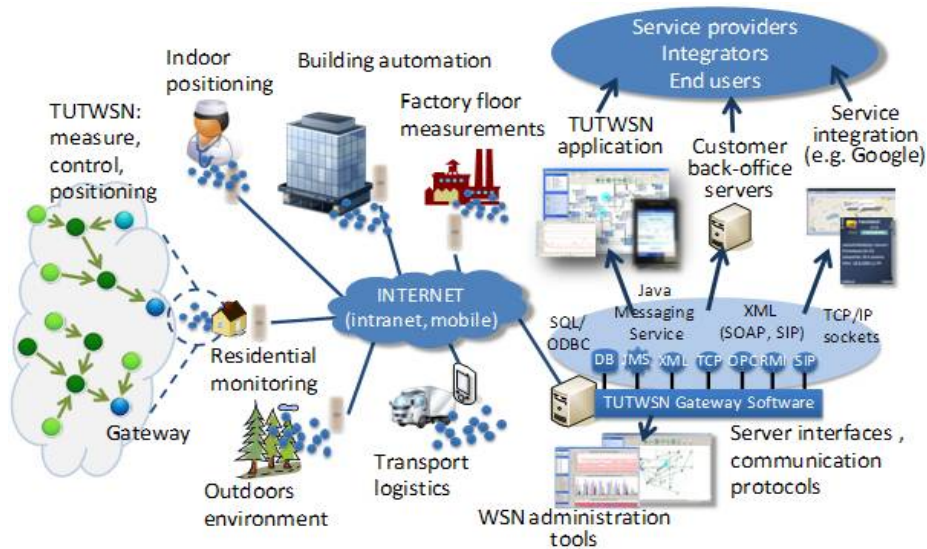 Service providers
Integrators
End users
Indoor
positioning
Building automation
TUTWSN:
measure,
control,
positioning
Factory floor
measurements
TUTWSN
application
Customer
back-office
servers
Service
integration
(e.g. Google)
INTERNET
(intranet, mobile)
Java
Messaging
Service
SQL/
ODBC
XML
(SOAP, SIP)
TCP/IP
sockets
DB
JMS
XML
TCP
OPC
RMI
SIP
TUTWSN Gateway Software
Residential
monitoring
Gateway
Outdoors
environment
Transport
logistics
Server interfaces ,
communication
protocols
WSN administration
tools